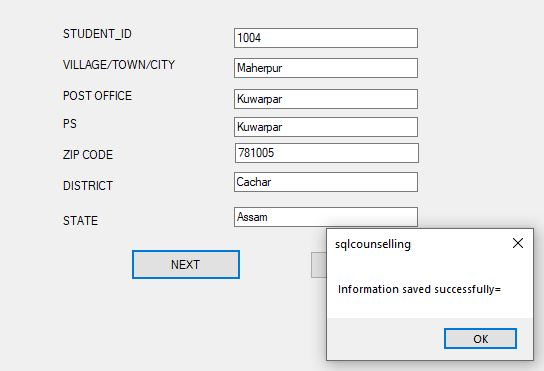 STUDENT_ID 1004
VILLAGE/TOWN/CITY Maherpur
POST OFFICE Kuwarpar
PS Kuwarpar
ZIP CODE 781005
DISTRICT Cachar
STATE Assam
NEXT
sqlcounselling
Information saved successfully=
OK